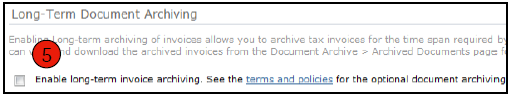 Long-Term Document Archiving
Enabling Long-term archiving of invoices allows you to archive tax invoices for the time span required by
can and download the archived invoices from the Document Archive > Archived Documents page f
5
Enable long-term invoice archiving. See the terms and policies for the optional document archiving